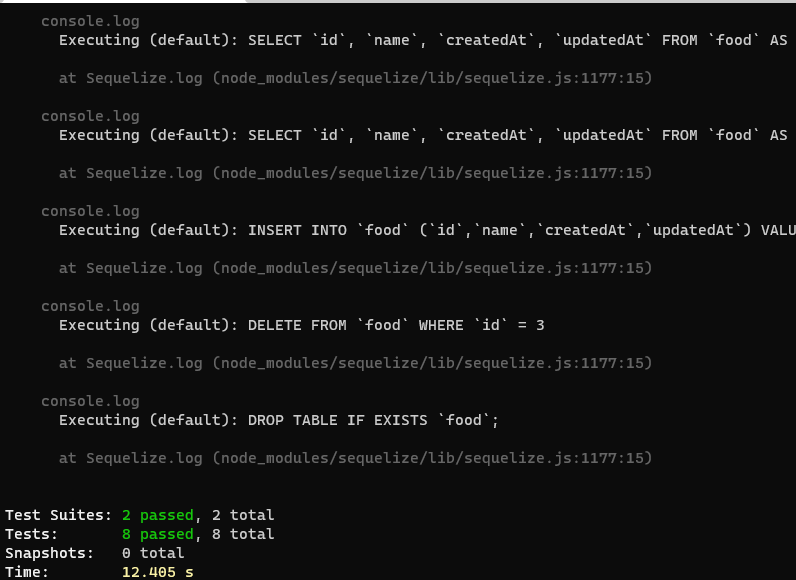 console.log
Executing (default): SELECT `id`, `name`, `createdAt`, `updatedAt` FROM `food` AS
at Sequelize.log (node_modules/sequelize/lib/sequelize.js:1177:15)
console.log
Executing (default): SELECT `id`, `name`, `createdAt`, `updatedAt` FROM `food` AS
at Sequelize.log (node_modules/sequelize/lib/sequelize.js:1177:15)
console.log
Executing (default): INSERT INTO `food` (`id`,`name`,`createdAt`,`updatedAt`) VALU
at Sequelize.log (node_modules/sequelize/lib/sequelize.js:1177:15)
console.log
Executing (default): DELETE FROM `food` WHERE `id` = 3
at Sequelize.log (node_modules/sequelize/lib/sequelize.js:1177:15)
console.log
Executing (default): DROP TABLE IF EXISTS `food`;
at Sequelize.log (node_modules/sequelize/lib/sequelize.js:1177:15)
Test Suites: 2 passed, 2 total
Tests: 8 passed, 8 total
Snapshots: 0 total
Time: 12.405 s